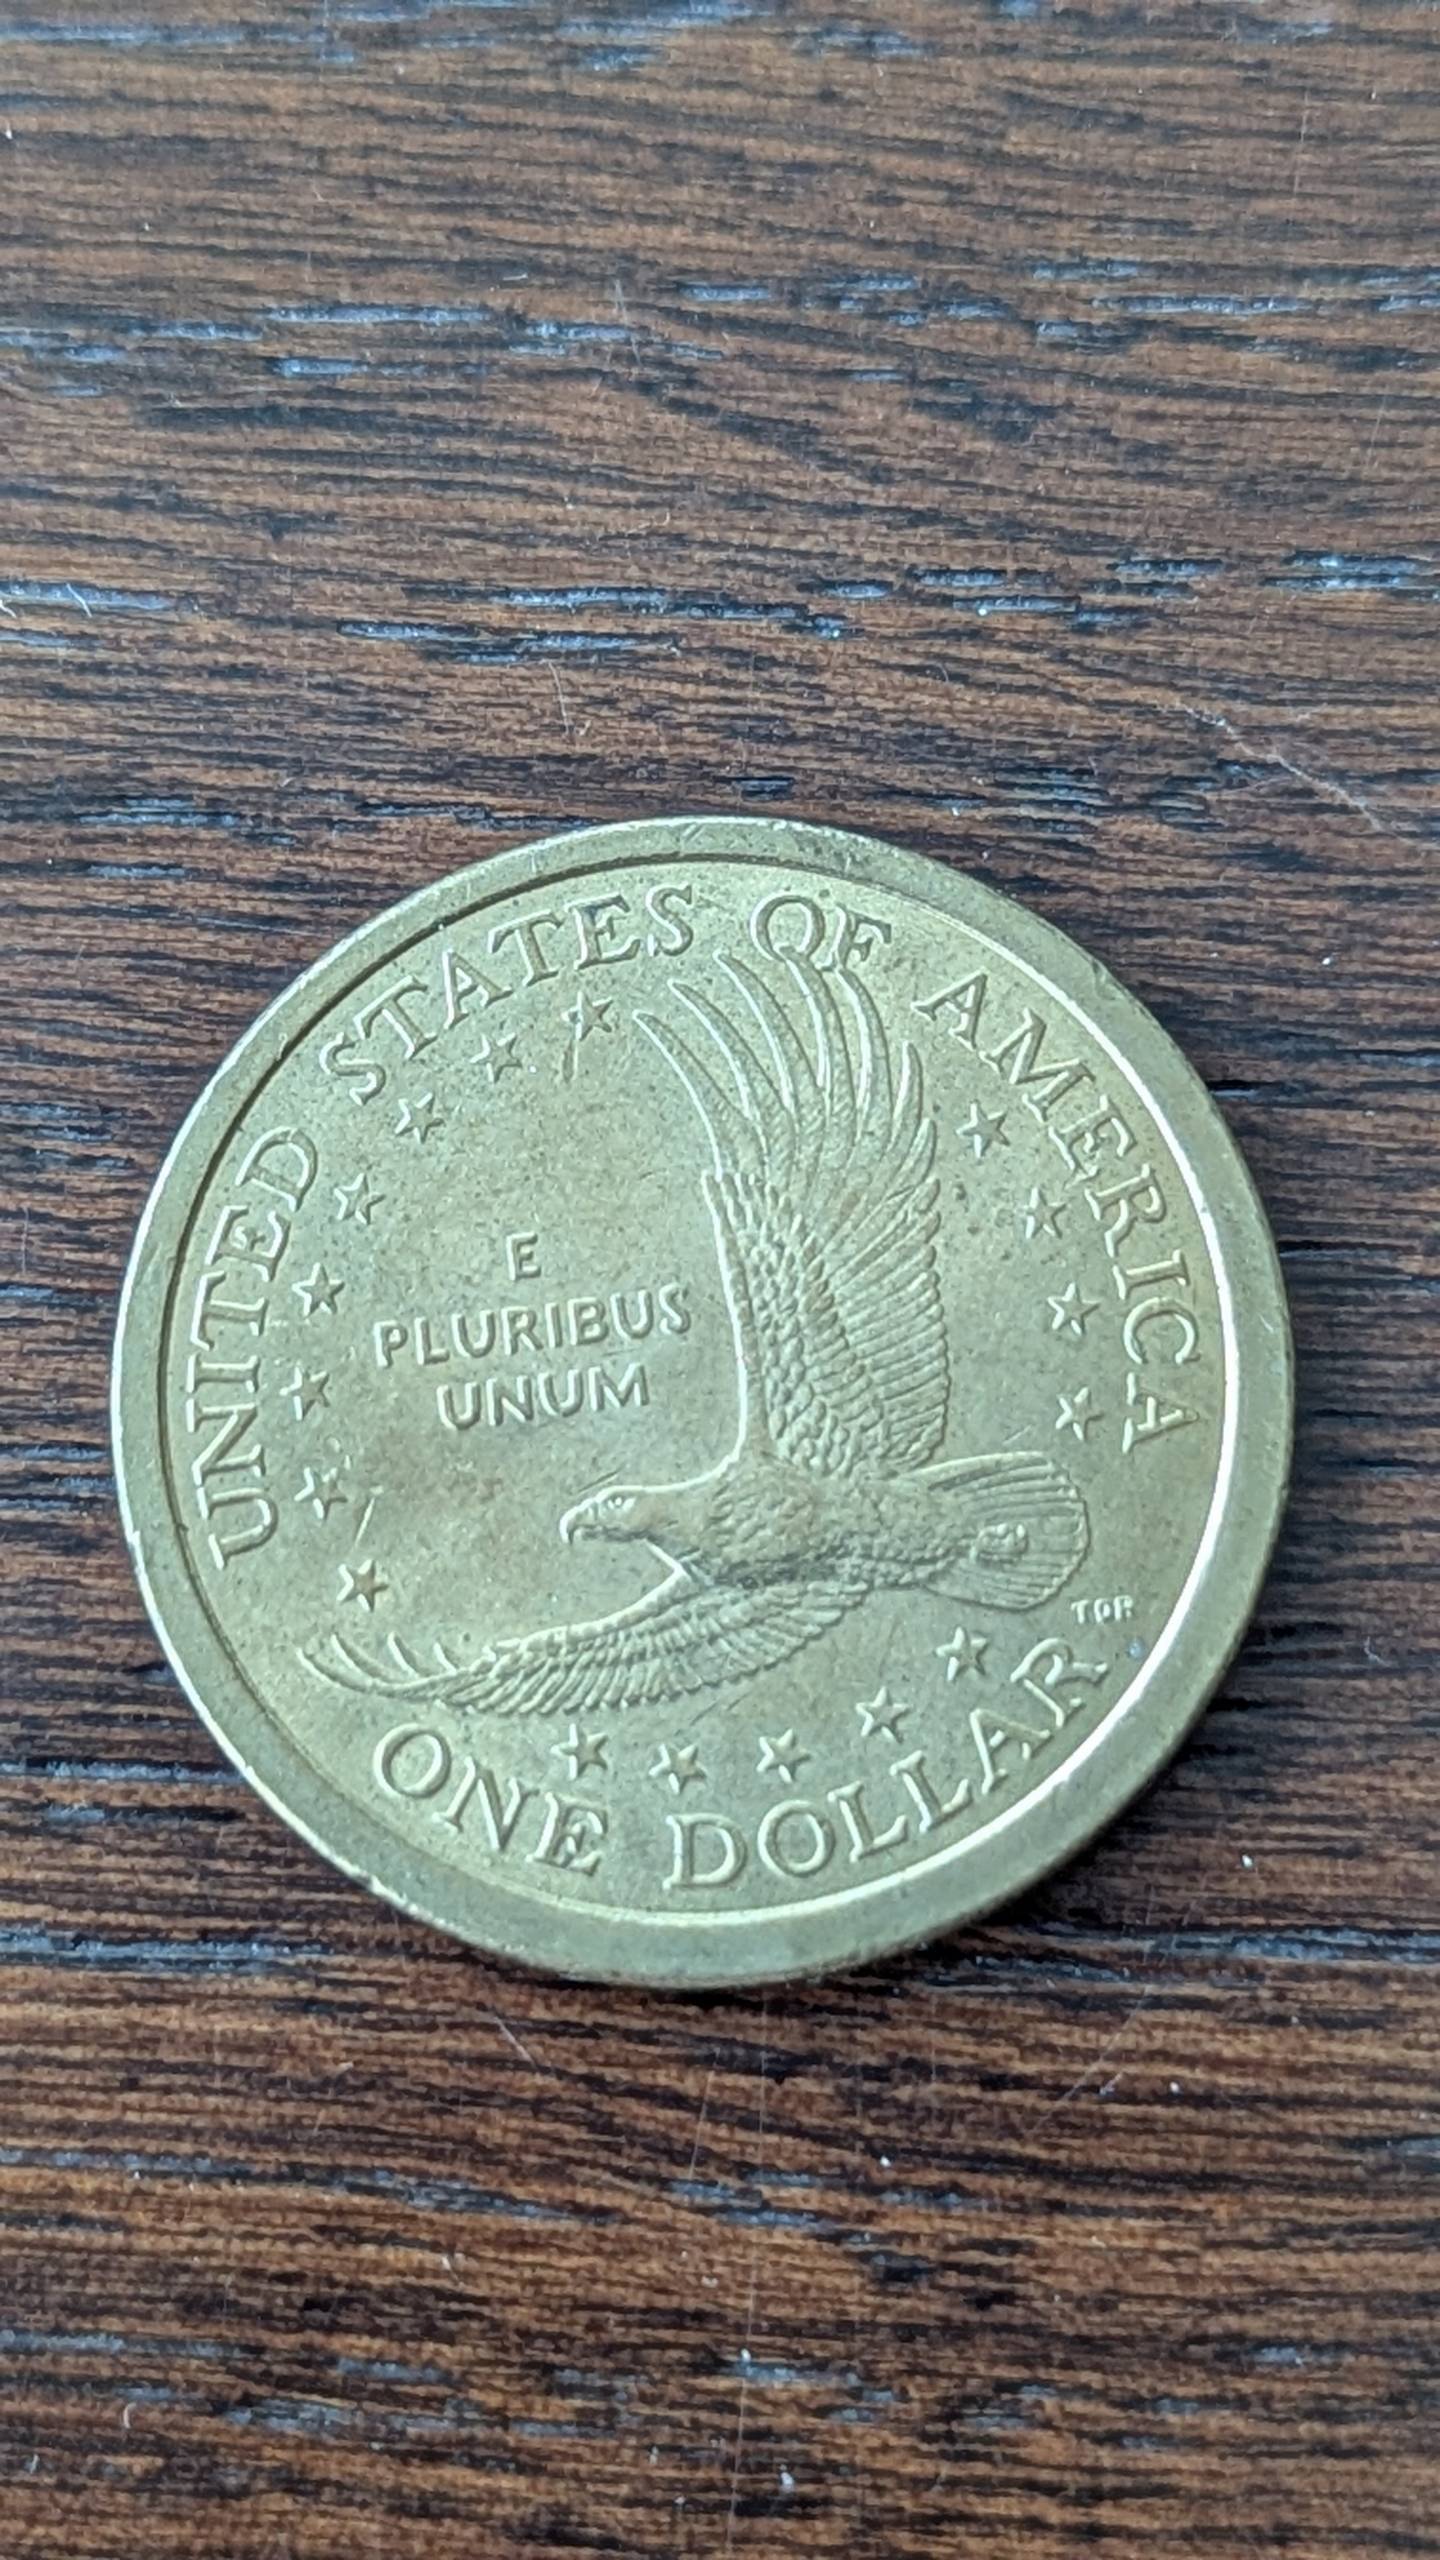 UNITED STATES OF AMERICA
E
PLURIBUS
UNUM
TDR
ONE DOLLAR